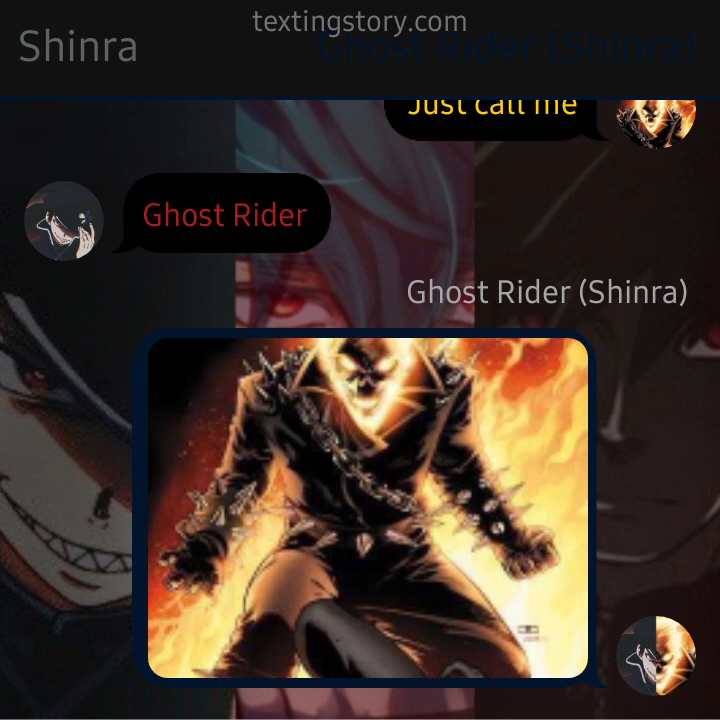 textingstory.com
Shinra
Ghost Rider (Shinra)
Just call me
Ghost Rider
Ghost Rider (Shinra)